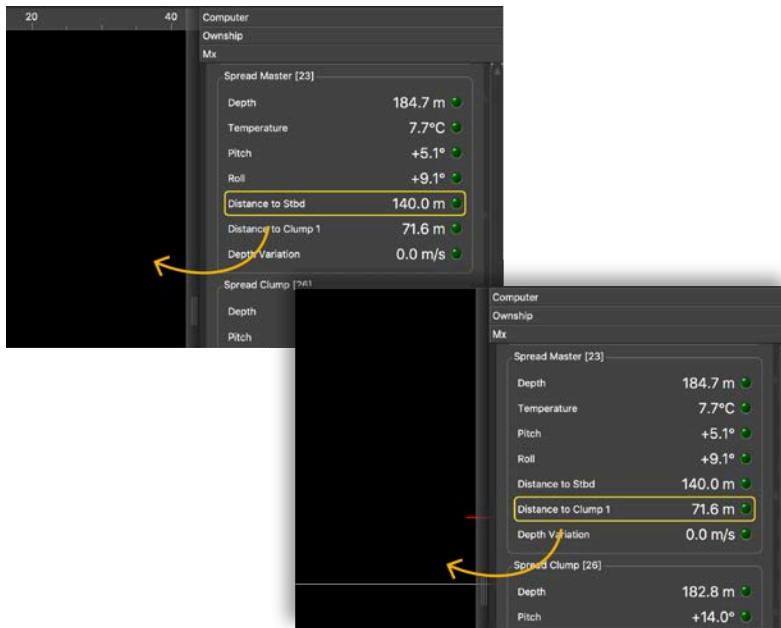 20 40
Computer
Ownship
Mx
Spread Master [23]
Depth 184.7 m
Temperature 7.7°C
Pitch +5.1°
Roll +9.1°
Distance to Stbd 140.0 m
Distance to Clump 1 71.6 m
Depth Variation 0.0 m/s
Spread Clump [26]
Depth
Pitch
Computer
Ownship
Mx
Spread Master [23]
Depth 184.7 m
Temperature 7.7°C
Pitch +5.1°
Roll +9.1°
Distance to Stbd 140.0 m
Distance to Clump 1 71.6 m
Depth Variation 0.0 m/s
Spread Clump [26]
Depth 182.8 m
Pitch +14.0°